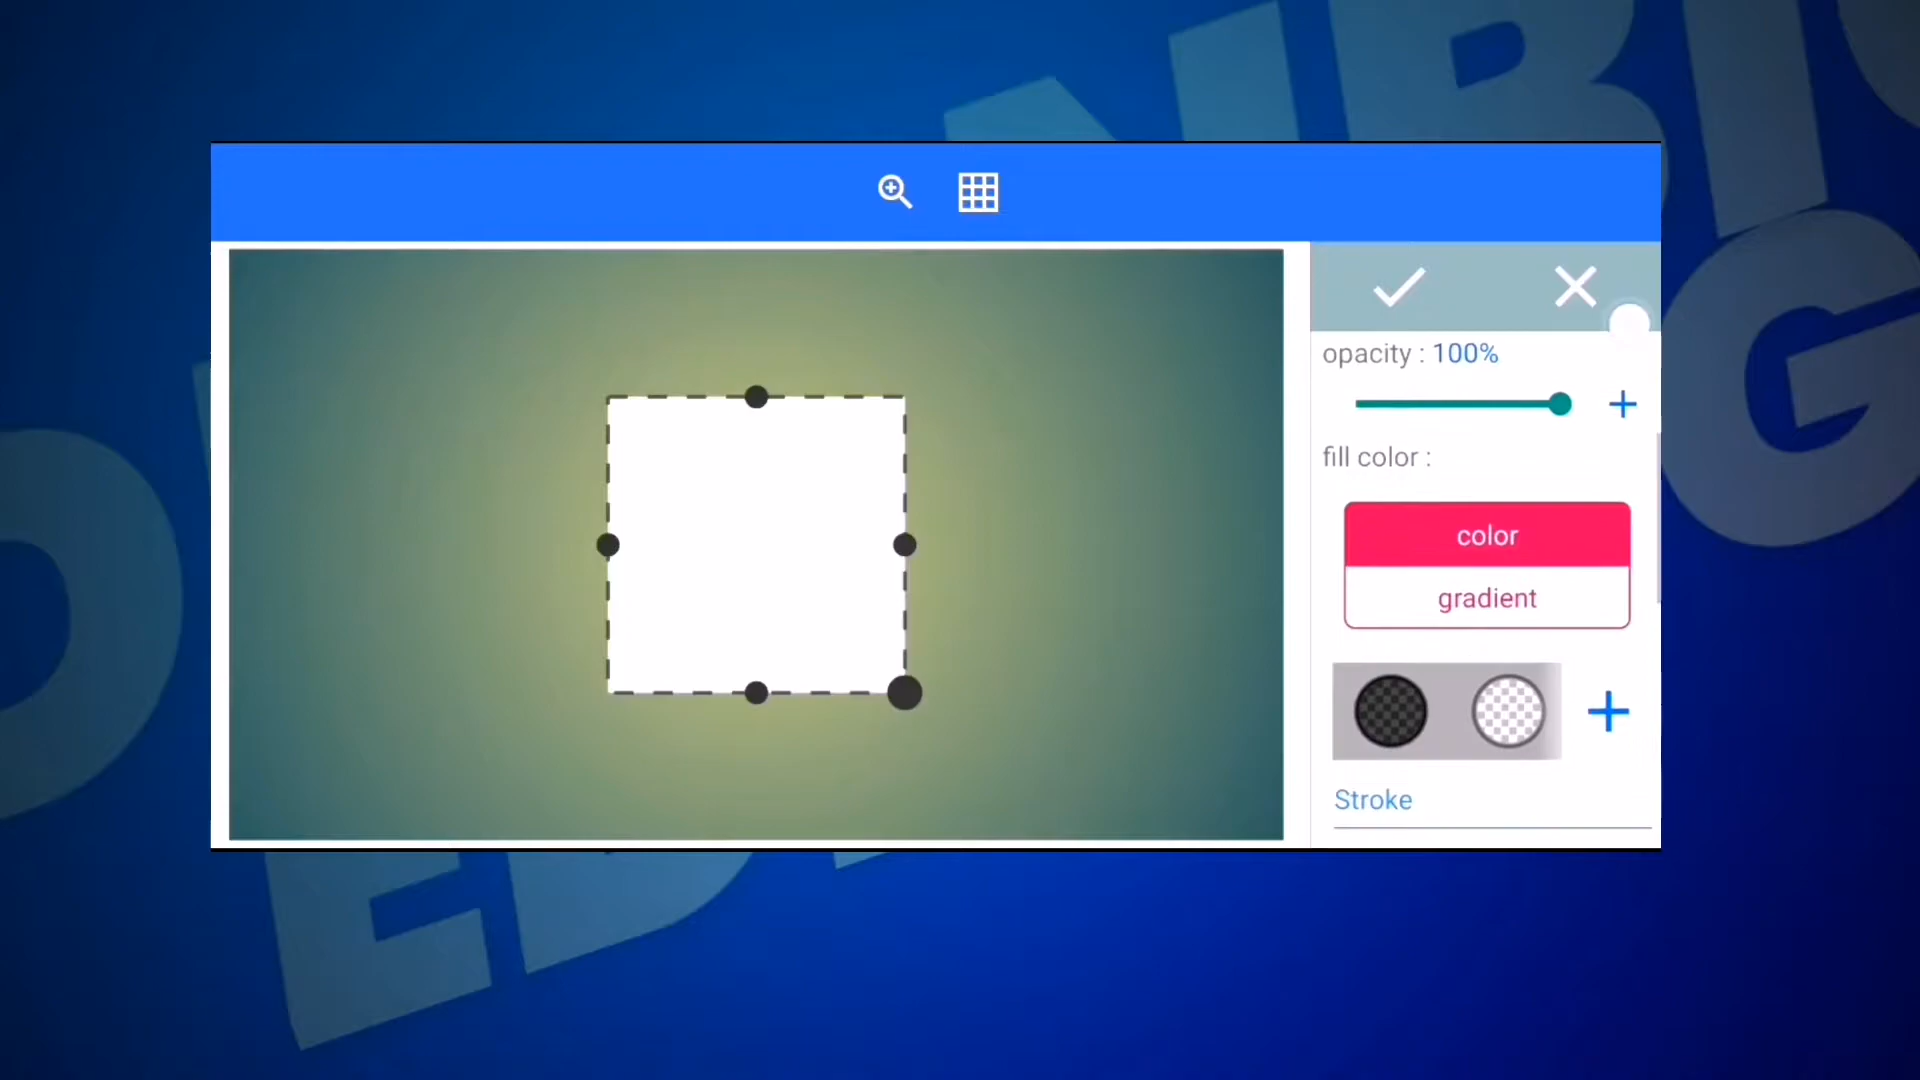 opacity : 100%
fill color :
color
gradient
Stroke